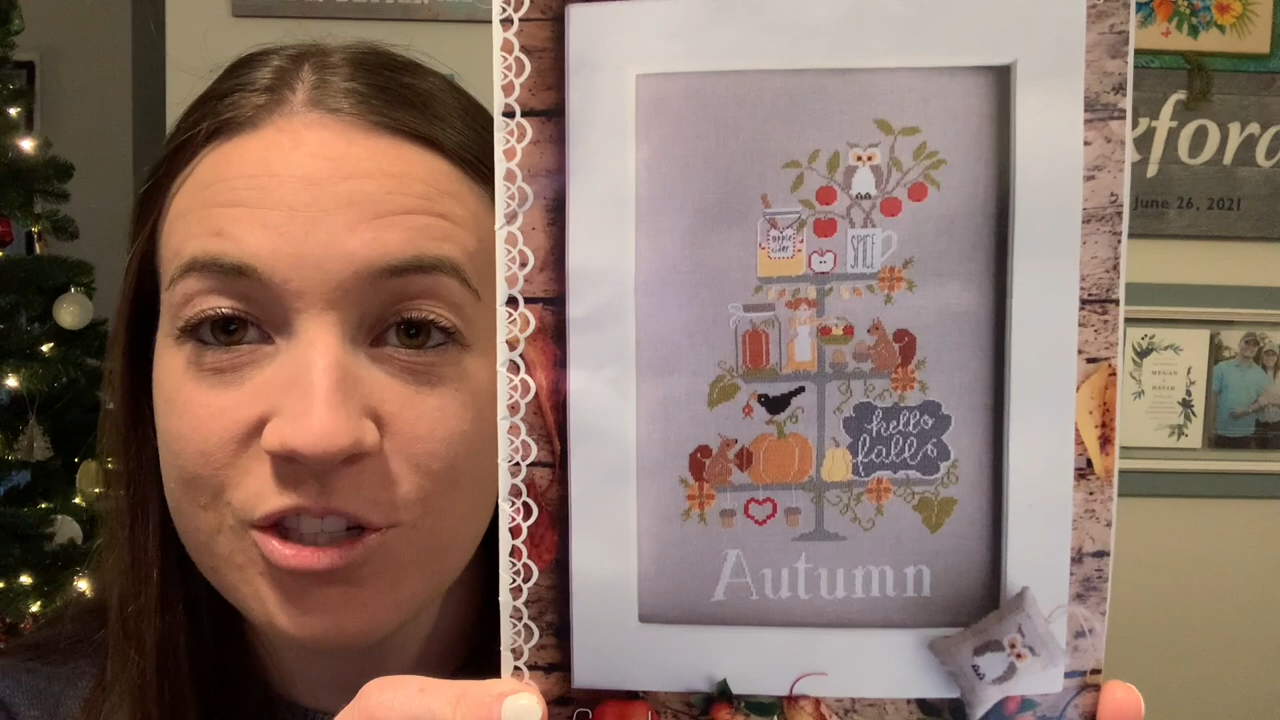 apple
cider
SPICE
hello
fall
Autumn
xford
June 26, 2021
MEGAN
DAVID